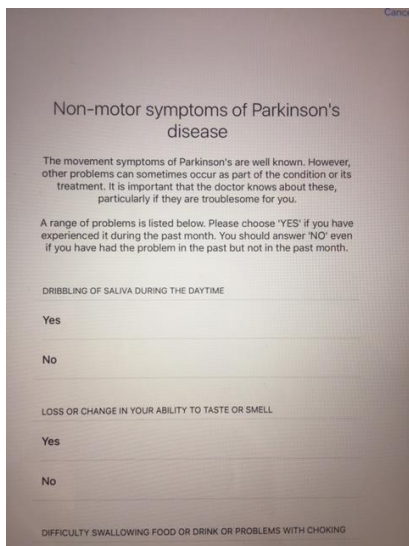 Non-motor symptoms of Parkinson's
disease
The movement symptoms of Parkinson's are well known. However,
other problems can sometimes occur as part of the condition or its
treatment. It is important that the doctor knows about these,
particularly if they are troublesome for you.
A range of problems is listed below. Please choose 'YES' if you have
experienced it during the past month. You should answer 'NO' even
if you have had the problem in the past but not in the past month.
DRIBBLING OF SALIVA DURING THE DAYTIME
Yes
No
LOSS OR CHANGE IN YOUR ABILITY TO TASTE OR SMELL
Yes
No
DIFFICULTY SWALLOWING FOOD OR DRINK OR PROBLEMS WITH CHOKING